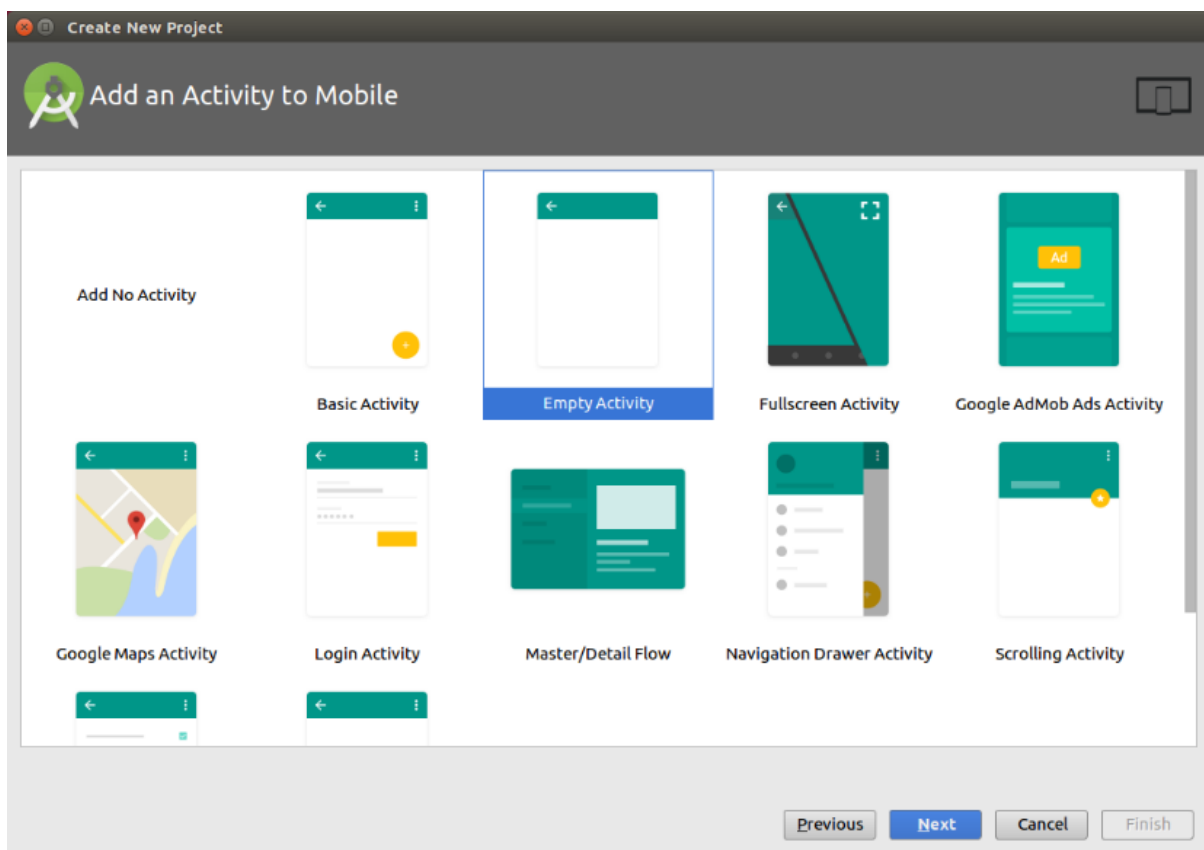 Create New Project
Add an Activity to Mobile
Add No Activity
Ad
Basic Activity
Empty Activity
Fullscreen Activity
Google AdMob Ads Activity
Google Maps Activity
Login Activity
Master/Detail Flow
Navigation Drawer Activity
Scrolling Activity
Previous
Next
Cancel
Finish